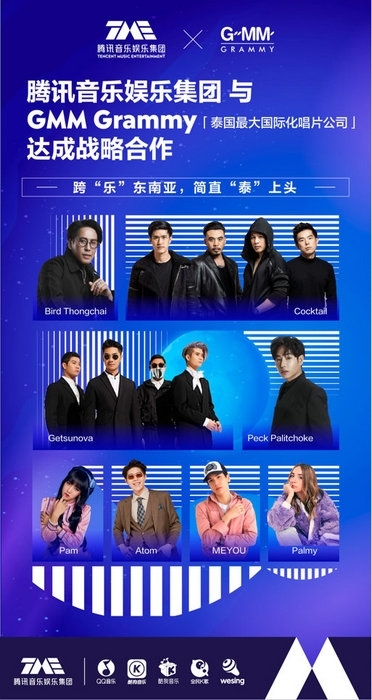 TME
腾讯音乐娱乐集团
TENCENT MUSIC ENTERTAINMENT
×
GMM
GRAMMY
腾讯音乐娱乐集团 与
GMM Grammy「泰国最大国际化唱片公司」
达成战略合作
跨“乐”东南亚，简直“泰”上头
Bird Thongchai
Cocktail
Getsunova
Peck Palitchoke
Pam
Atom
MEYOU
Palmy
TME
腾讯音乐娱乐集团
QQ音乐
酷狗音乐
酷我音乐
全民K歌
wesing